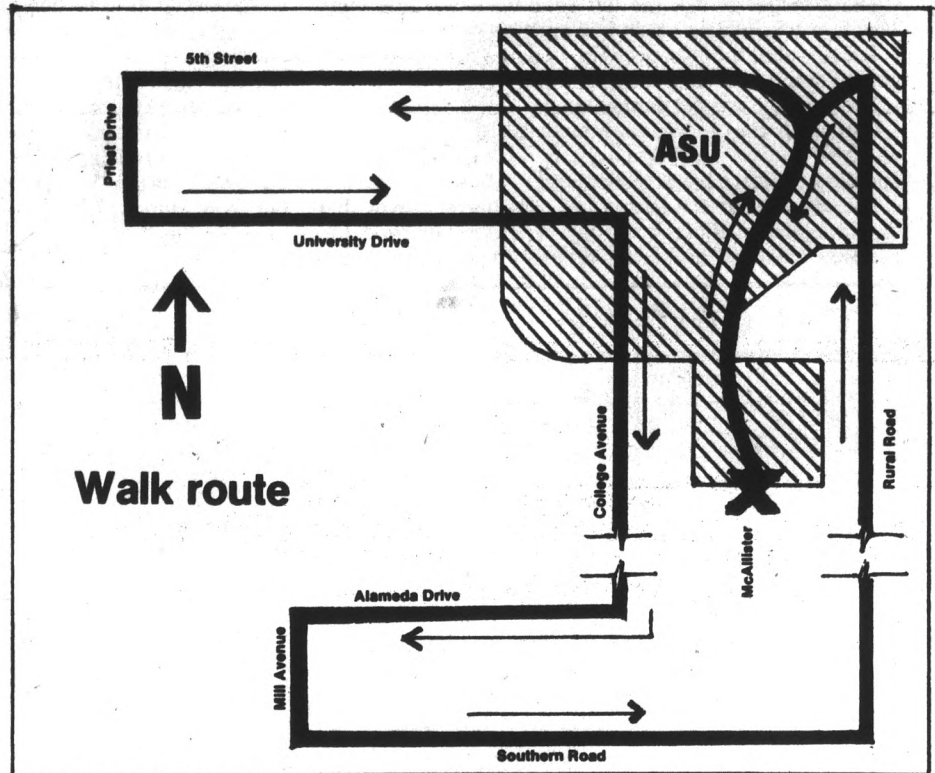 5th Street
Priest Drive
ASU
University Drive
N
Walk route
College Avenue
Rural Road
McAllister
Alameda Drive
Mill Avenue
Southern Road